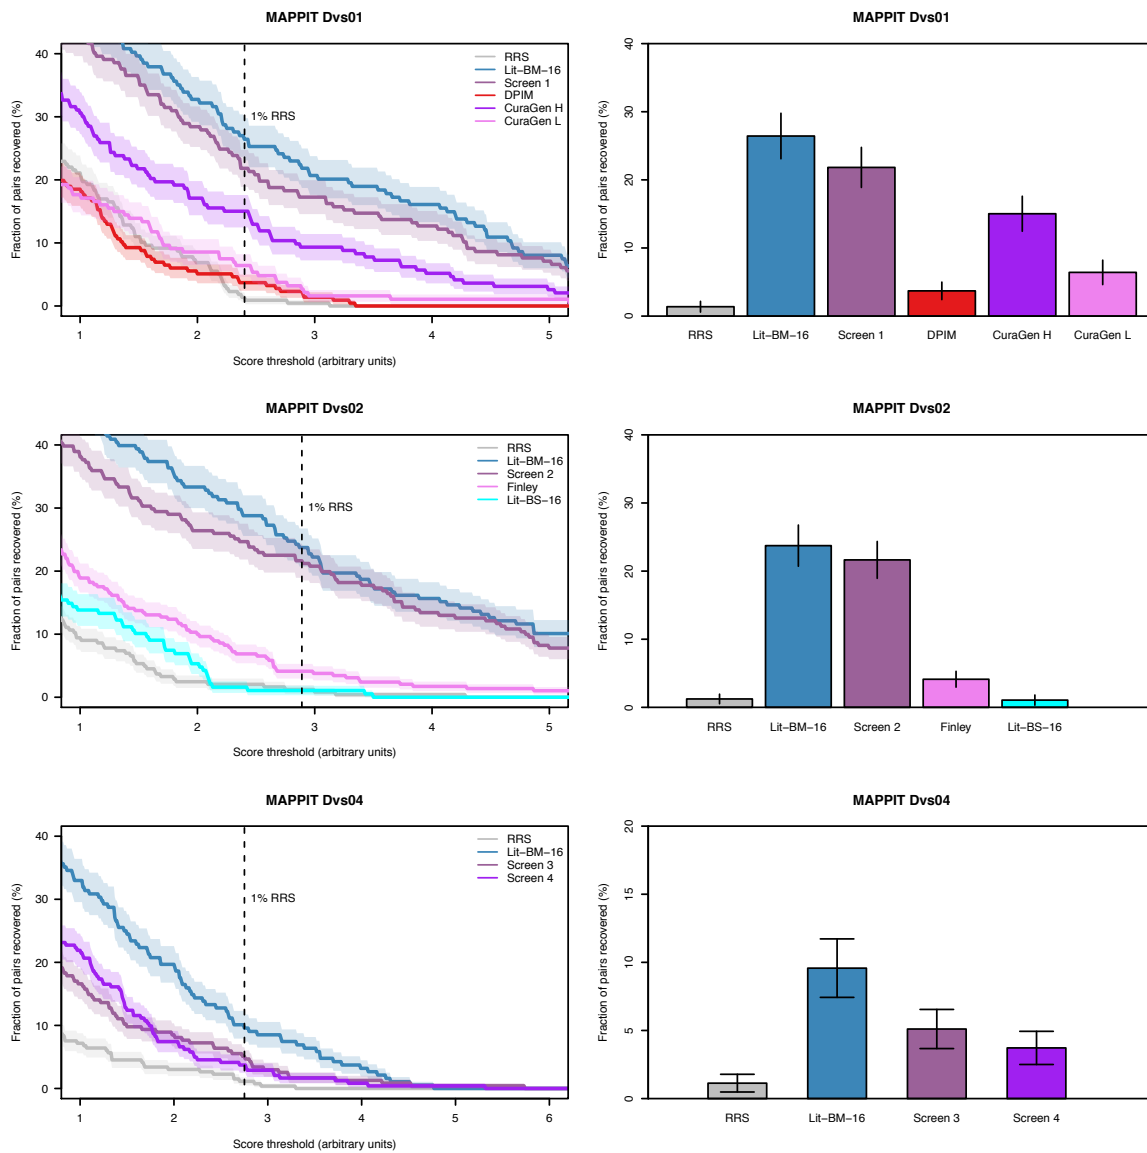 MAPPIT Dvs01
Fraction of pairs recovered (%)
40
30
20
10
0
RRS
Lit−BM−16
Screen 1
DPIM
CuraGen H
CuraGen L
1% RRS
1 2 3 4 5
Score threshold (arbitrary units)
MAPPIT Dvs01
Fraction of pairs recovered (%)
40
30
20
10
0
RRS Lit−BM−16 Screen 1 DPIM CuraGen H CuraGen L
MAPPIT Dvs02
Fraction of pairs recovered (%)
40
30
20
10
0
RRS
Lit−BM−16
Screen 2
Finley
Lit−BS−16
1% RRS
1 2 3 4 5
Score threshold (arbitrary units)
MAPPIT Dvs02
Fraction of pairs recovered (%)
40
30
20
10
0
RRS Lit−BM−16 Screen 2 Finley Lit−BS−16
MAPPIT Dvs04
Fraction of pairs recovered (%)
40
30
20
10
0
RRS
Lit−BM−16
Screen 3
Screen 4
1% RRS
1 2 3 4 5 6
Score threshold (arbitrary units)
MAPPIT Dvs04
Fraction of pairs recovered (%)
20
15
10
5
0
RRS Lit−BM−16 Screen 3 Screen 4